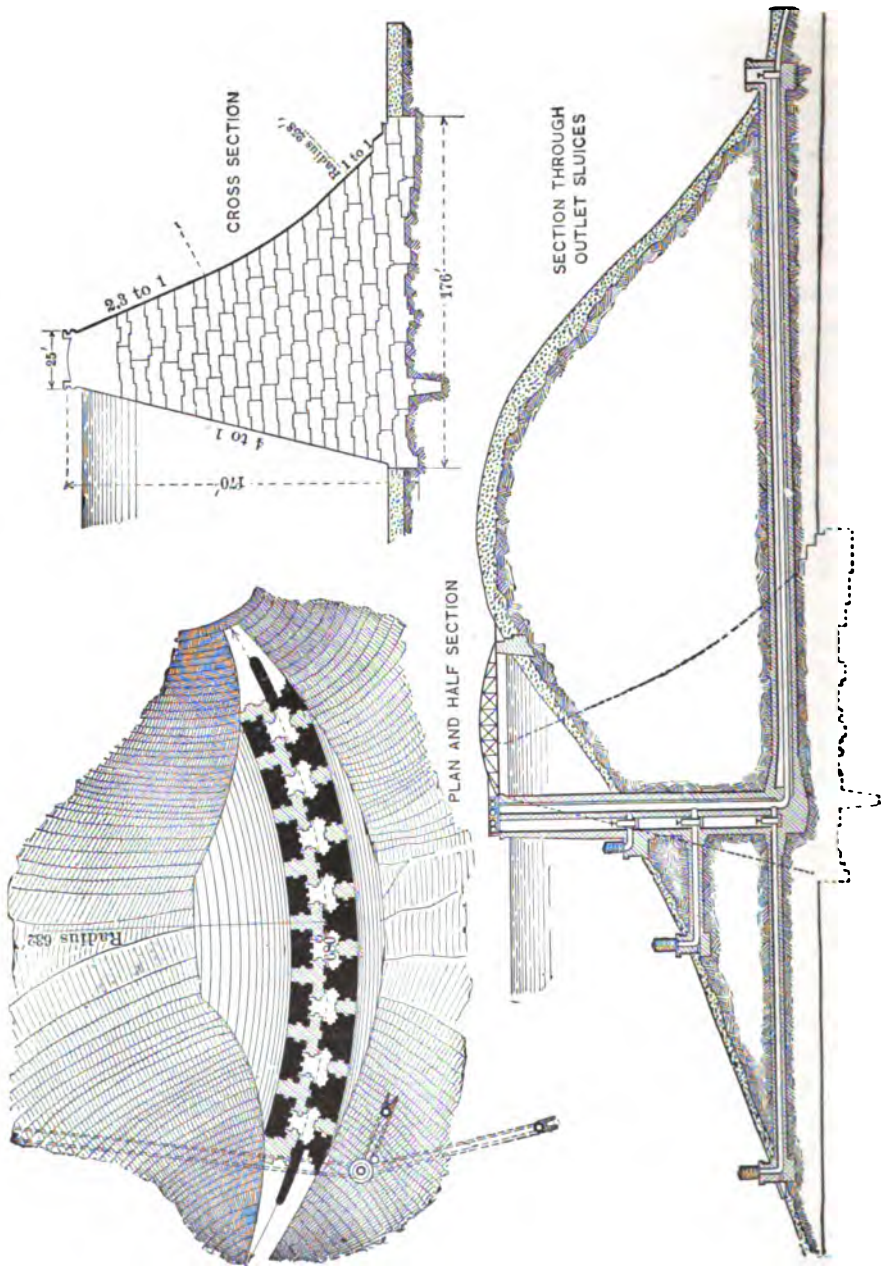 25′
2.3 to 1
Radius 258′
1 to 1
4 to 1
170′
176′
CROSS SECTION
Radius 632
PLAN AND HALF SECTION
SECTION THROUGH
OUTLET SLUICES